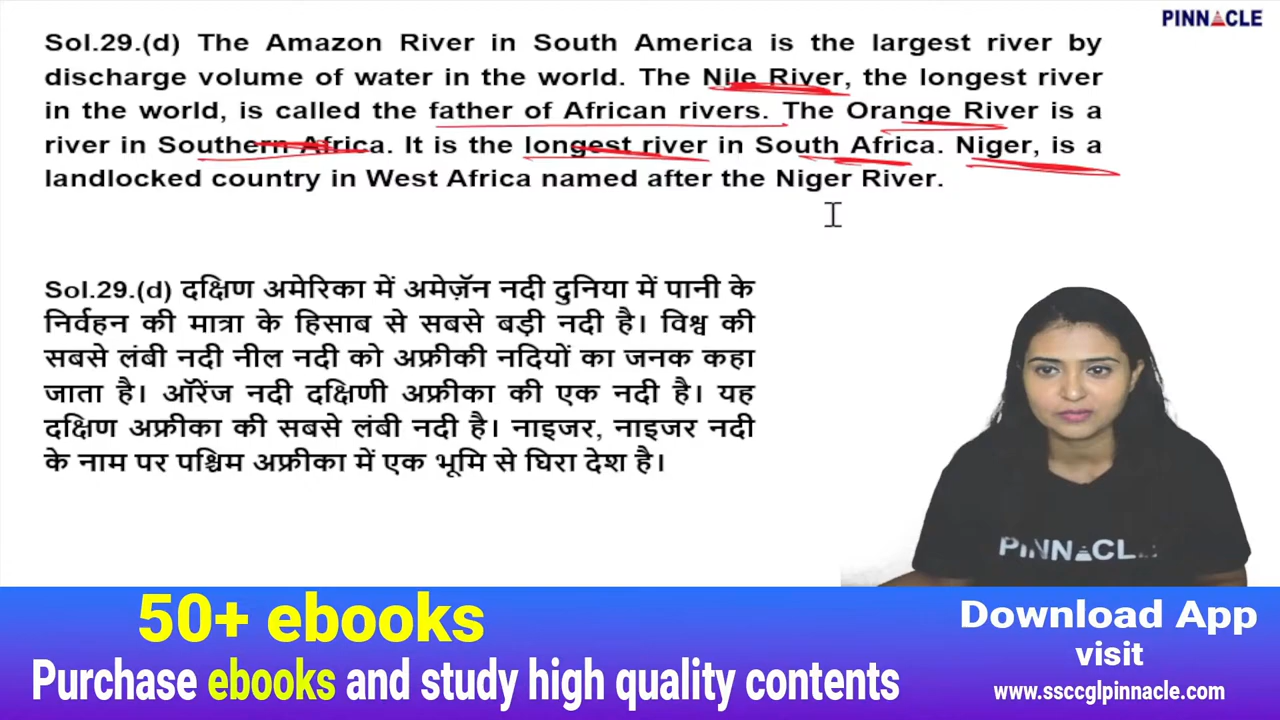 PINNACLE
Sol.29.(d) The Amazon River in South America is the largest river by
discharge volume of water in the world. The Nile River, the longest river
in the world, is called the father of African rivers. The Orange River is a
river in Southern Africa. It is the longest river in South Africa. Niger, is a
landlocked country in West Africa named after the Niger River.
Sol.29.(d) दक्षिण अमेरिका में अमेज़ॅन नदी दुनिया में पानी के
निर्वहन की मात्रा के हिसाब से सबसे बड़ी नदी है। विश्व की
सबसे लंबी नदी नील नदी को अफ्रीकी नदियों का जनक कहा
जाता है। ऑरेंज नदी दक्षिणी अफ्रीका की एक नदी है। यह
दक्षिण अफ्रीका की सबसे लंबी नदी है। नाइजर, नाइजर नदी
के नाम पर पश्चिम अफ्रीका में एक भूमि से घिरा देश है।
PINNACLE
50+ ebooks
Purchase ebooks and study high quality contents
Download App
visit
www.ssccglpinnacle.com